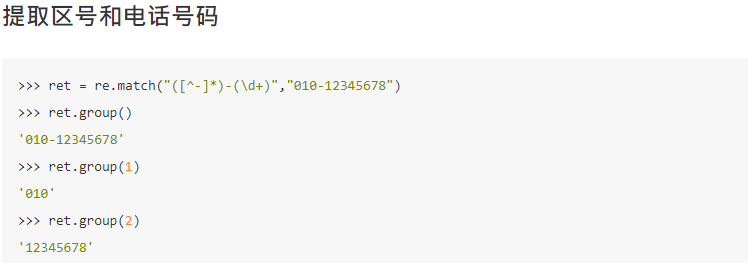 提取区号和电话号码
>>> ret = re.match("([^-]*)-(\d+)","010-12345678")
>>> ret.group()
'010-12345678'
>>> ret.group(1)
'010'
>>> ret.group(2)
'12345678'